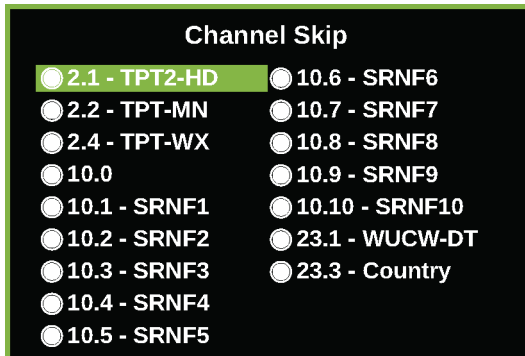 Channel Skip
2.1 - TPT2-HD
2.2 - TPT-MN
2.4 - TPT-WX
10.0
10.1 - SRNF1
10.2 - SRNF2
10.3 - SRNF3
10.4 - SRNF4
10.5 - SRNF5
10.6 - SRNF6
10.7 - SRNF7
10.8 - SRNF8
10.9 - SRNF9
10.10 - SRNF10
23.1 - WUCW-DT
23.3 - Country